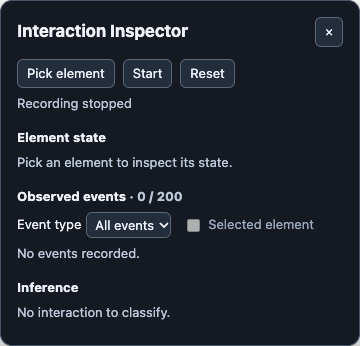 Interaction Inspector ×
Pick element Start Reset
Recording stopped
Element state
Pick an element to inspect its state.
Observed events · 0 / 200
Event type All events Selected element
No events recorded.
Inference
No interaction to classify.